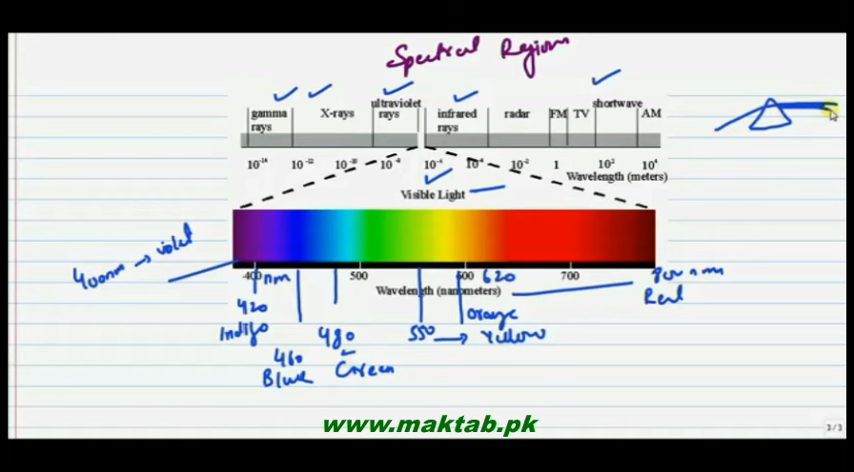 Spectral Regions
gamma rays X-rays ultraviolet rays infrared rays radar FM TV shortwave AM
10⁻¹⁴ 10⁻¹² 10⁻¹⁰ 10⁻⁸ 10⁻⁶ 10⁻⁴ 10⁻² 1 10² 10⁴
Wavelength (meters)
Visible Light
400nm → violet
400 500 600 700
nm 620 800 nm
Wavelength (nanometers)
Red
420 Orange
Indigo 480 550 → Yellow
460 Green
Blue
www.maktab.pk
3/3